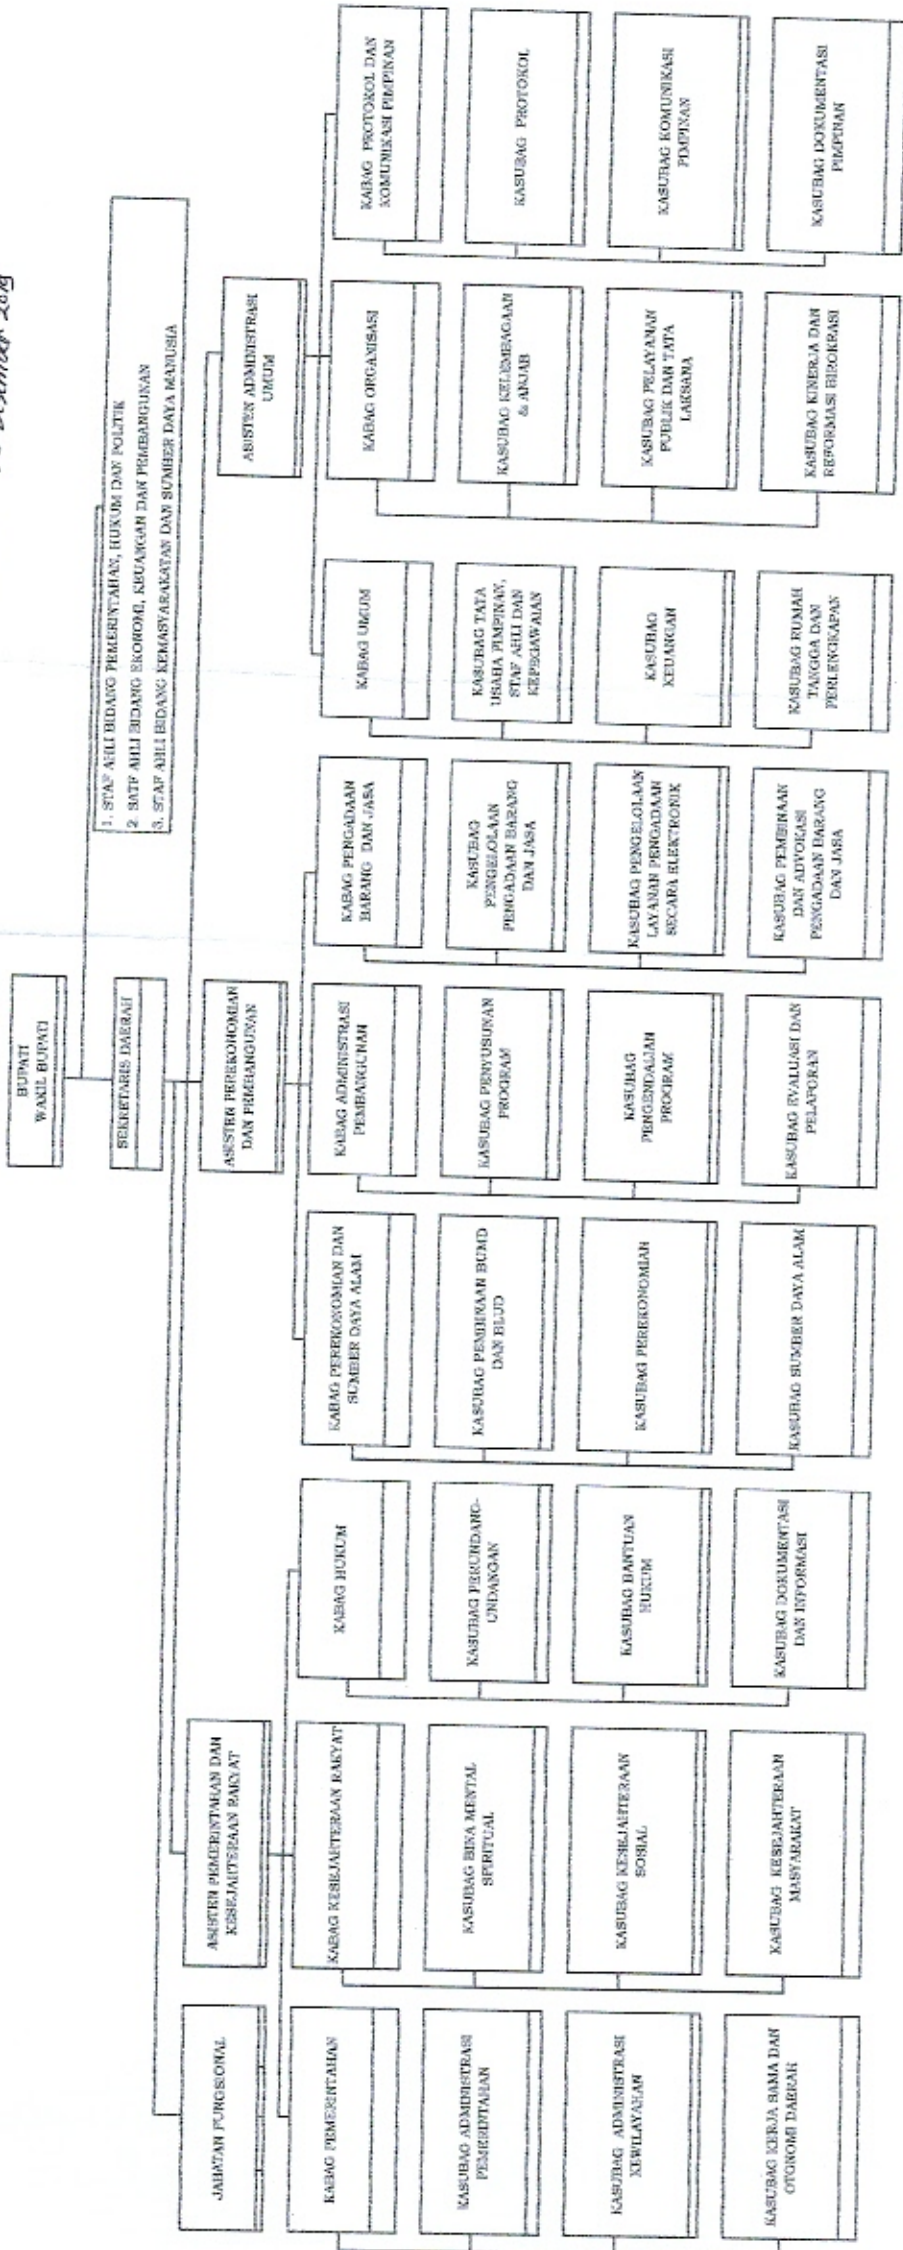 Desember 2019
BUPATI
WAKIL BUPATI
1. STAF AHLI BIDANG PEMERINTAHAN, HUKUM DAN POLITIK
2. SATF AHLI BIDANG EKONOMI, KEUANGAN DAN PEMBANGUNAN
3. STAF AHLI BIDANG KEMASYARAKATAN DAN SUMBER DAYA MANUSIA
SEKRETARIS DAERAH
JABATAN FUNGSIONAL
ASISTEN PEMERINTAHAN DAN
KESEJAHTERAAN RAKYAT
ASISTEN PEREKONOMIAN
DAN PEMBANGUNAN
ASISTEN ADMINISTRASI
UMUM
KABAG PEMERINTAHAN
KABAG KESEJAHTERAAN RAKYAT
KABAG HUKUM
KABAG PEREKONOMIAN DAN
SUMBER DAYA ALAM
KABAG ADMINISTRASI
PEMBANGUNAN
KABAG PENGADAAN
BARANG DAN JASA
KABAG UMUM
KABAG ORGANISASI
KABAG PROTOKOL DAN
KOMUNIKASI PIMPINAN
KASUBAG ADMINISTRASI
PEMERINTAHAN
KASUBAG BINA MENTAL
SPIRITUAL
KASUBAG PERUNDANG-
UNDANGAN
KASUBAG PEMBINAAN BUMD
DAN BLUD
KASUBAG PENYUSUNAN
PROGRAM
KASUBAG
PENGELOLAAN
PENGADAAN BARANG
DAN JASA
KASUBAG TATA
USAHA PIMPINAN,
STAF AHLI DAN
KEPEGAWAIAN
KASUBAG KELEMBAGAAN
& ANJAB
KASUBAG PROTOKOL
KASUBAG ADMINISTRASI
KEWILAYAHAN
KASUBAG KESEJAHTERAAN
SOSIAL
KASUBAG BANTUAN
HUKUM
KASUBAG PEREKONOMIAN
KASUBAG
PENGENDALIAN
PROGRAM
KASUBAG PENGELOLAAN
LAYANAN PENGADAAN
SECARA ELEKTRONIK
KASUBAG
KEUANGAN
KASUBAG PELAYANAN
PUBLIK DAN TATA
LAKSANA
KASUBAG KOMUNIKASI
PIMPINAN
KASUBAG KERJA SAMA DAN
OTONOMI DAERAH
KASUBAG KESEJAHTERAAN
MASYARAKAT
KASUBAG DOKUMENTASI
DAN INFORMASI
KASUBAG SUMBER DAYA ALAM
KASUBAG EVALUASI DAN
PELAPORAN
KASUBAG PEMBINAAN
DAN ADVOKASI
PENGADAAN BARANG
DAN JASA
KASUBAG RUMAH
TANGGA DAN
PERLENGKAPAN
KASUBAG KINERJA DAN
REFORMASI BIROKRASI
KASUBAG DOKUMENTASI
PIMPINAN